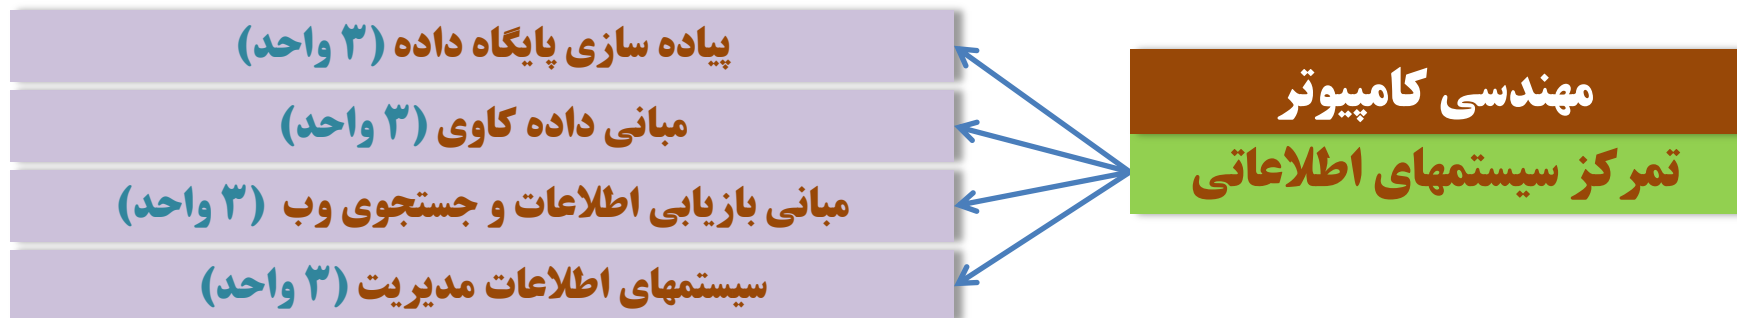 مهندسی کامپیوتر
تمرکز سیستمهای اطلاعاتی
پیاده سازی پایگاه داده (۳ واحد)
مبانی داده کاوی (۳ واحد)
مبانی بازیابی اطلاعات و جستجوی وب (۳ واحد)
سیستمهای اطلاعات مدیریت (۳ واحد)